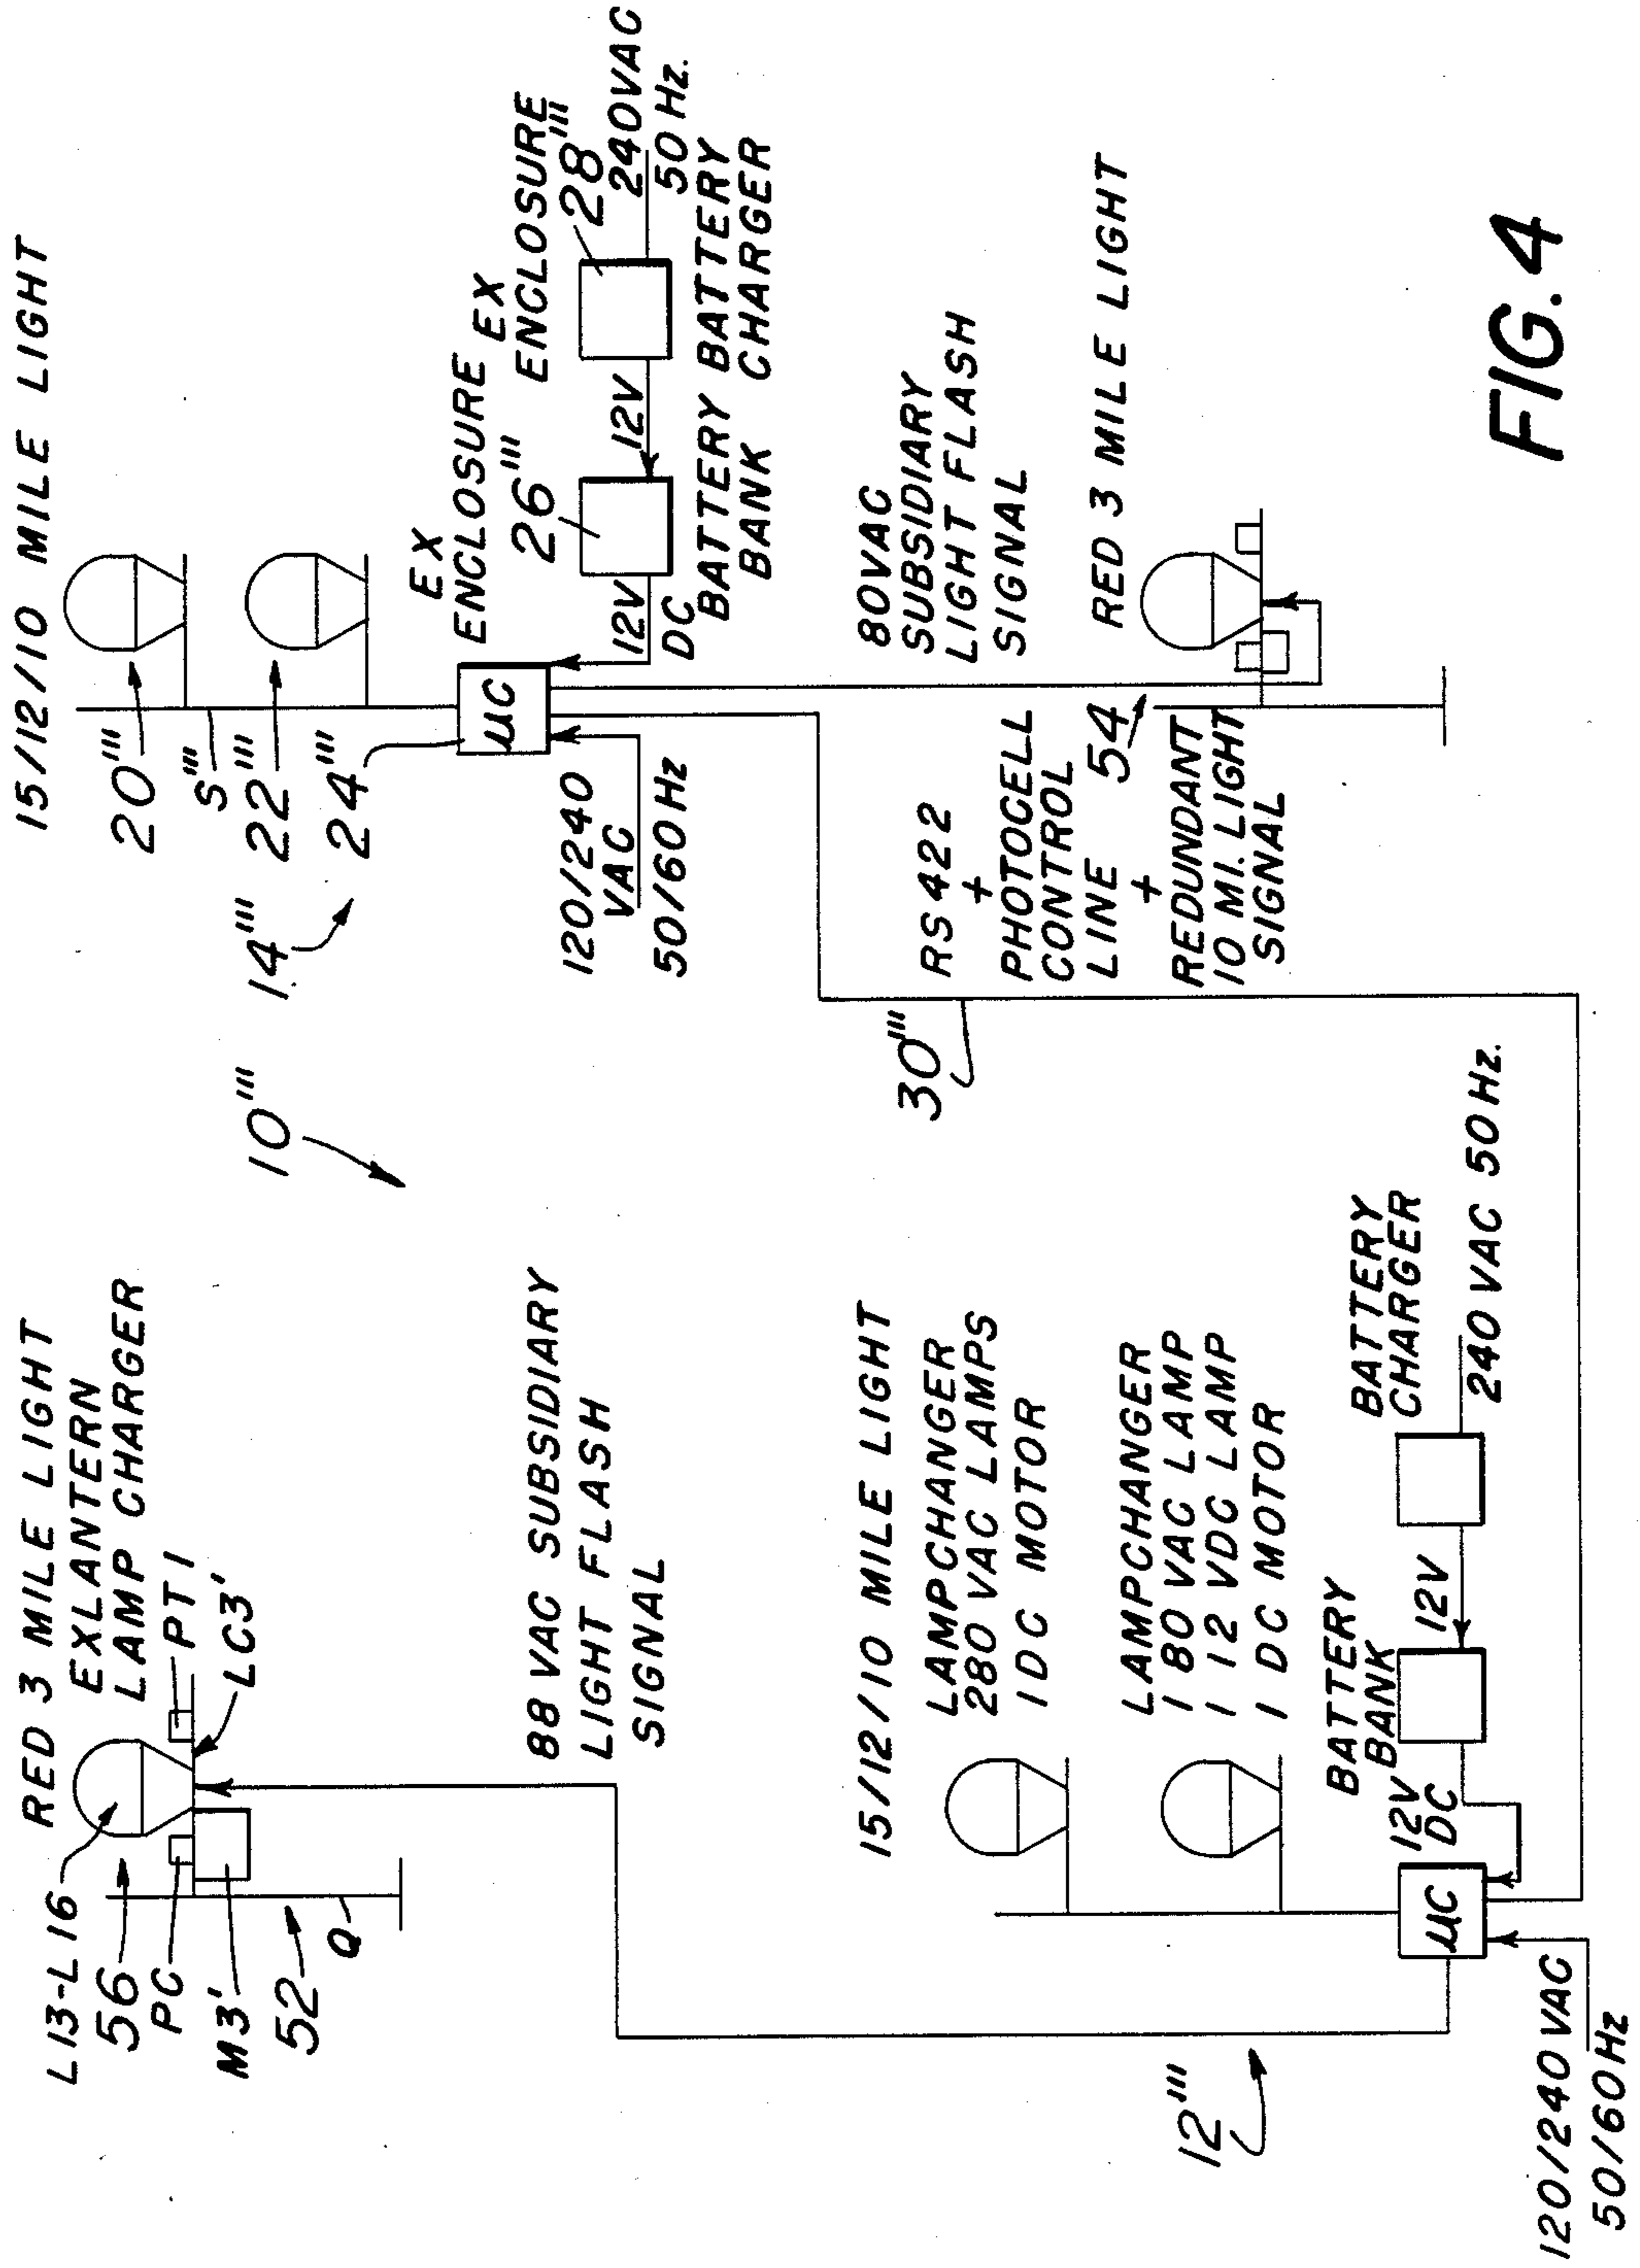 RED 3 MILE LIGHT
EXLANTERN
LAMP CHARGER
L13-L16
56
PC
M3'
52
Q
PT1
LC3'
88 VAC SUBSIDIARY
LIGHT FLASH
SIGNAL
15/12/10 MILE LIGHT
LAMPCHANGER
280 VAC LAMPS
1 DC MOTOR
LAMPCHANGER
1 80 VAC LAMP
1 12 VDC LAMP
1 DC MOTOR
12'''
BATTERY
BANK
BATTERY
CHARGER
12V
DC
12V
µC
240 VAC 50 Hz.
120/240 VAC
50/60 Hz
10'''
14'''
15/12/10 MILE LIGHT
20'''
S'''
22'''
24'''
µC
EX
ENCLOSURE
EX
ENCLOSURE
26'''
28'''
12V
DC
12V
240VAC
50 Hz.
BATTERY
BANK
BATTERY
CHARGER
120/240
VAC
50/60 Hz
80VAC
SUBSIDIARY
LIGHT FLASH
SIGNAL
30'''
RS422
+
PHOTOCELL
CONTROL
LINE
+
REDUNDANT
10 MI. LIGHT
SIGNAL
54
RED 3 MILE LIGHT
FIG. 4